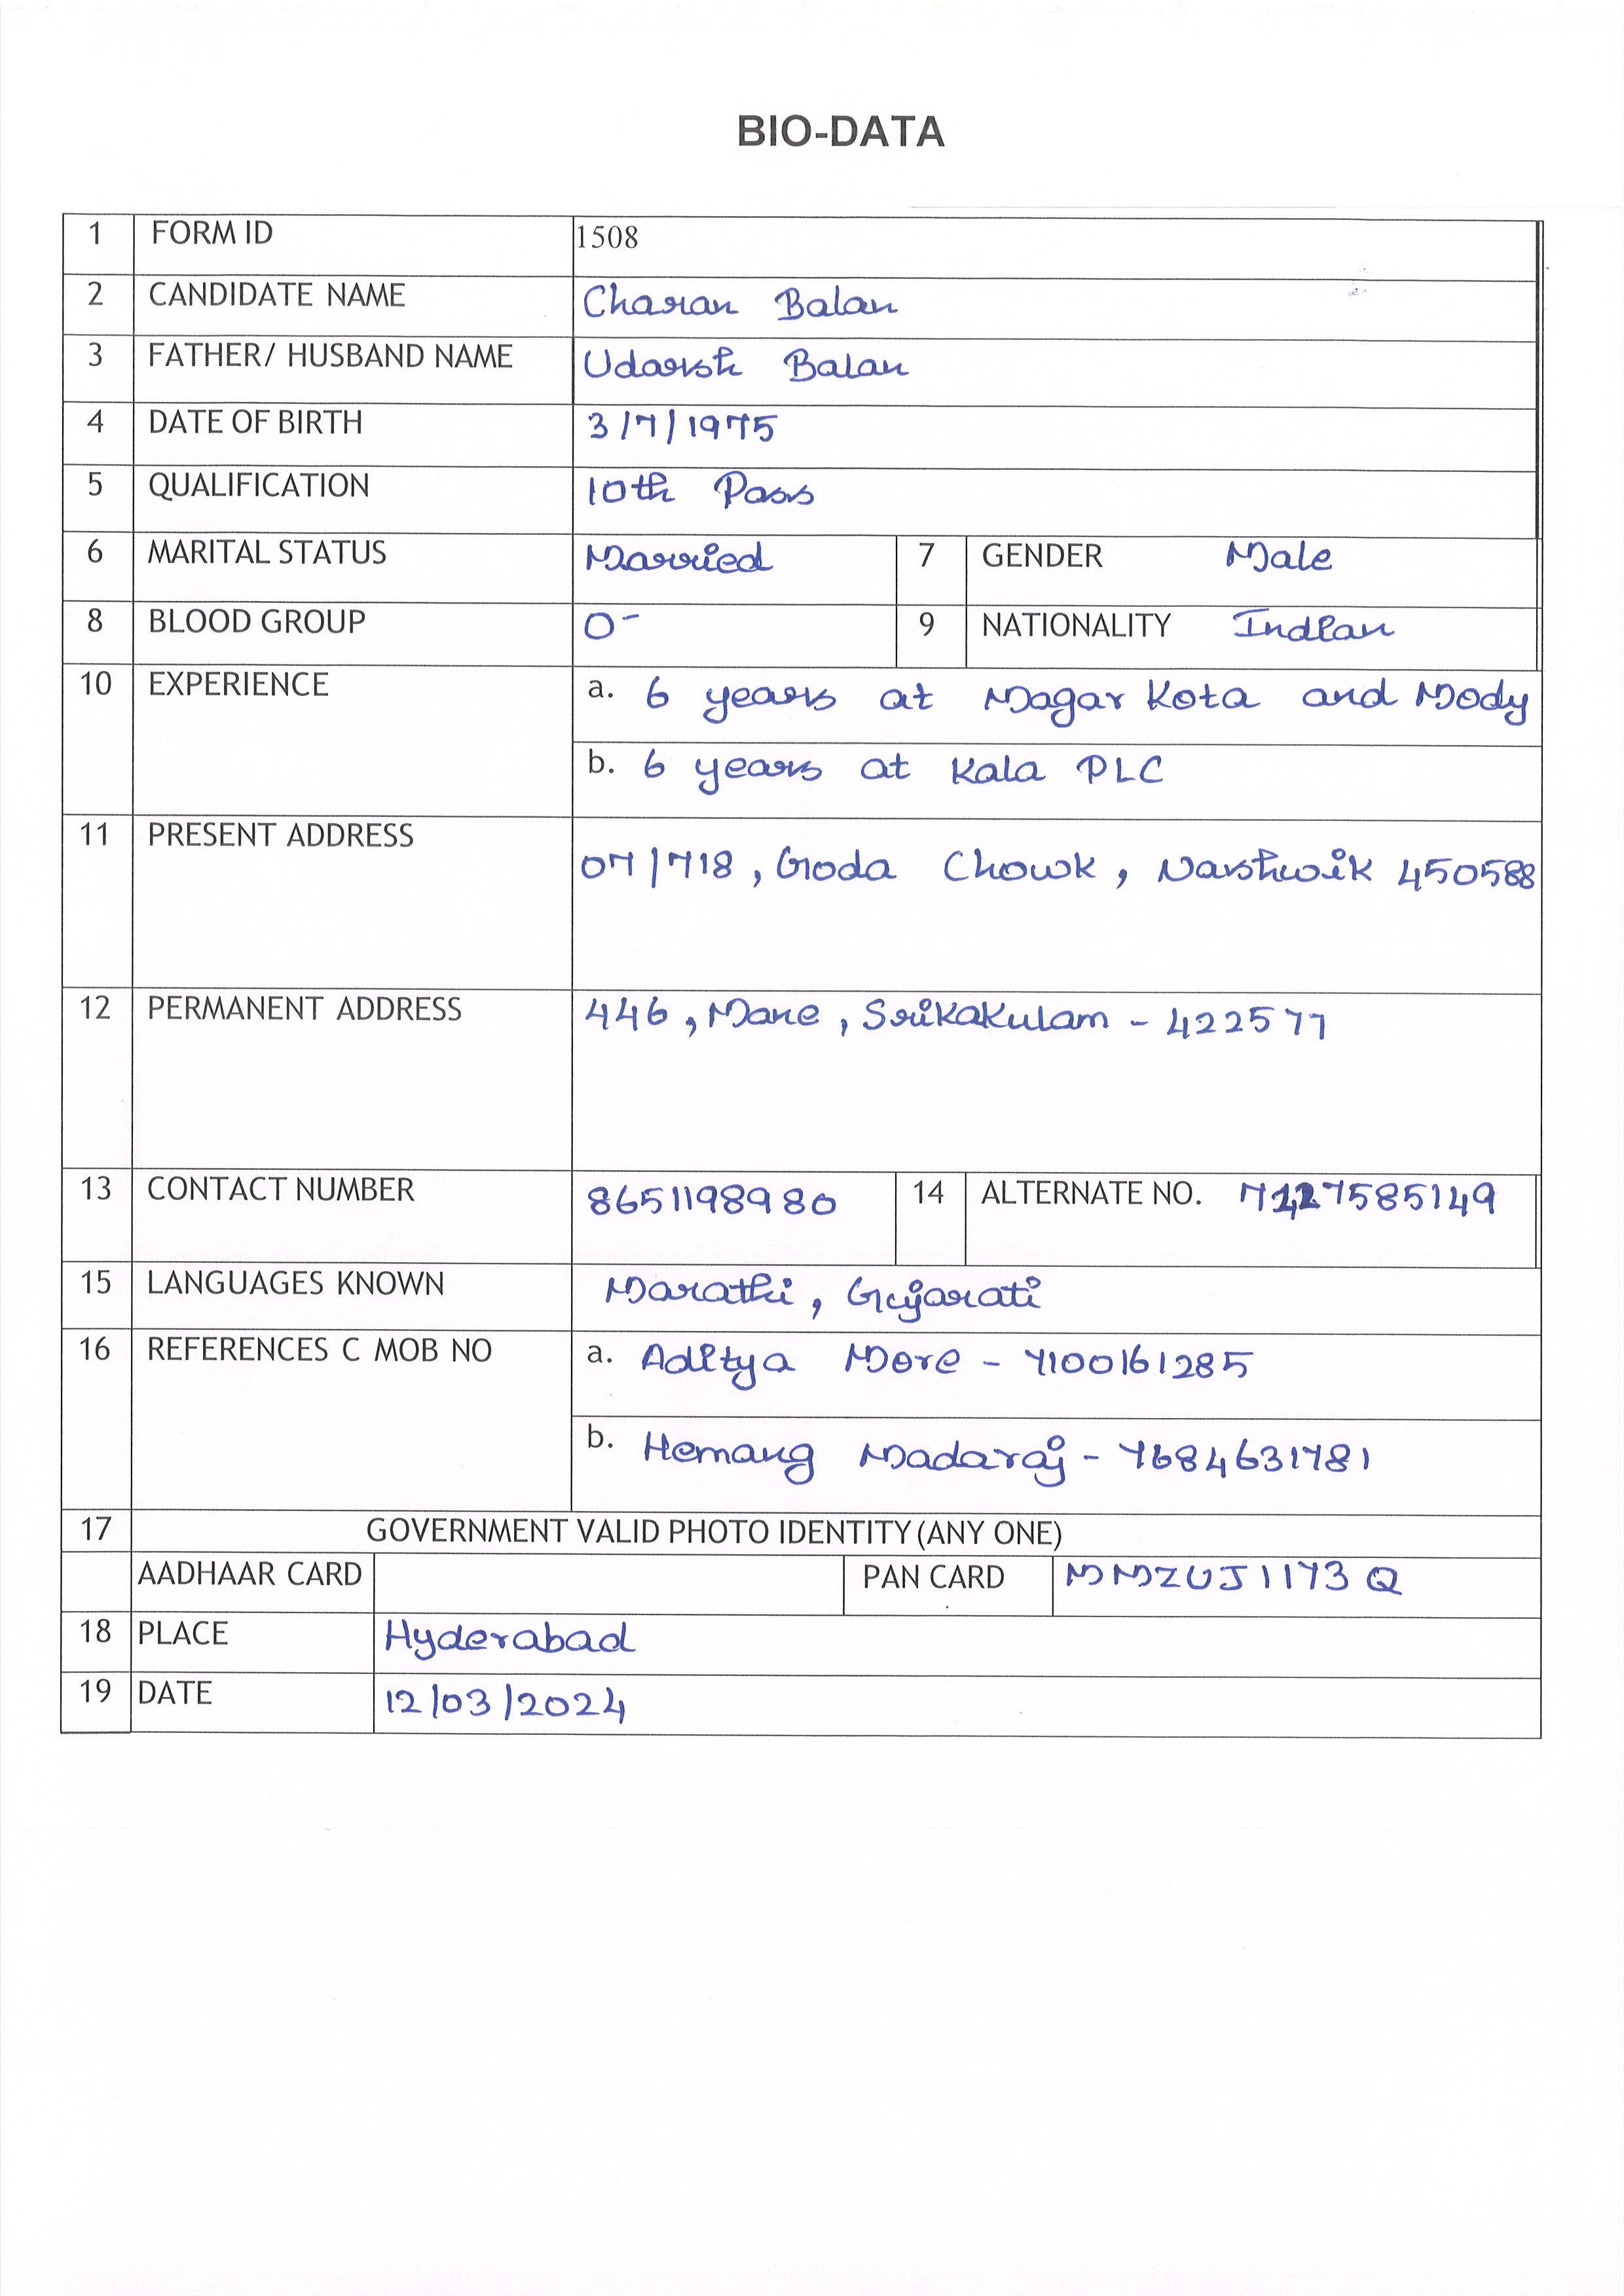 BIO-DATA
1 FORM ID 1508
2 CANDIDATE NAME Charan Balan
3 FATHER/ HUSBAND NAME Udarsh Balan
4 DATE OF BIRTH 3/7/1975
5 QUALIFICATION 10th Pass
6 MARITAL STATUS Married 7 GENDER Male
8 BLOOD GROUP O- 9 NATIONALITY Indian
10 EXPERIENCE a. 6 years at Magar Kota and Mody
b. 6 years at Kala PLC
11 PRESENT ADDRESS
07/718, Goda Chowk, Narshwik 450588
12 PERMANENT ADDRESS 446, Mane, Srikakulam - 422577
13 CONTACT NUMBER 8651198980 14 ALTERNATE NO. 7127585149
15 LANGUAGES KNOWN Marathi, Gujarati
16 REFERENCES C MOB NO a. Aditya More - 7100161285
b. Hemang Madaraj - 7684631781
17 GOVERNMENT VALID PHOTO IDENTITY (ANY ONE)
AADHAAR CARD PAN CARD MMZUJ1173Q
18 PLACE Hyderabad
19 DATE 12/03/2024